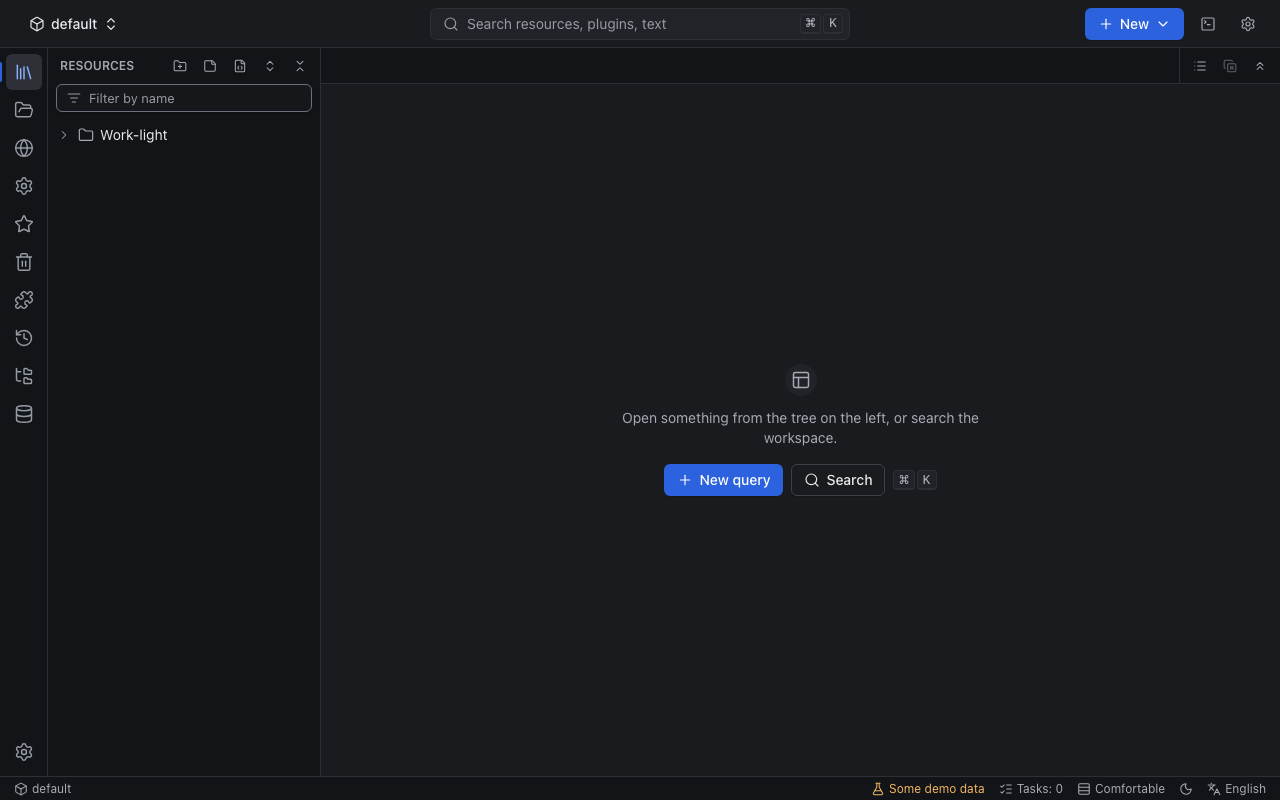 default
Search resources, plugins, text
⌘ K
New
RESOURCES
Filter by name
Work-light
Open something from the tree on the left, or search the
workspace.
New query
Search
⌘ K
default
Some demo data
Tasks: 0
Comfortable
English